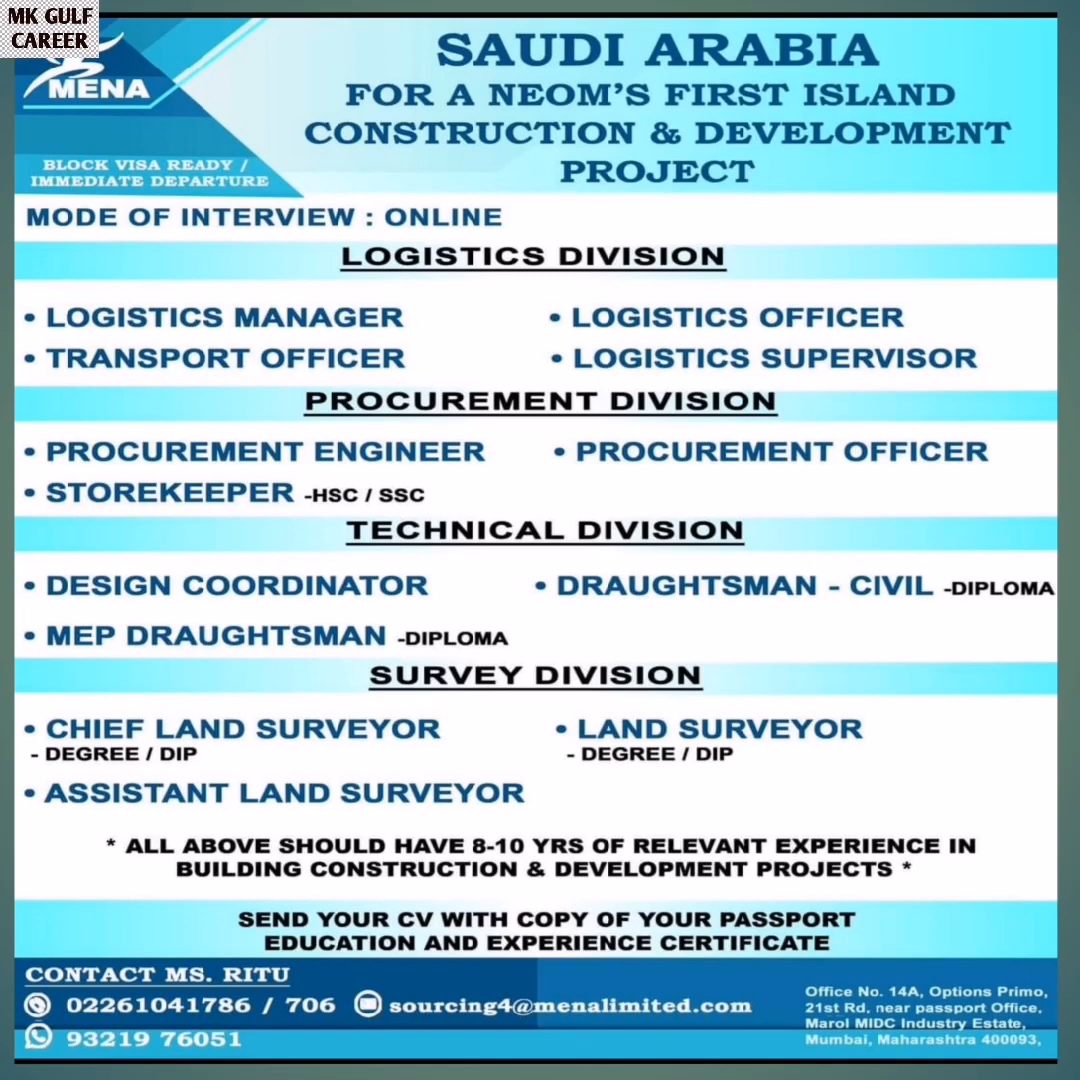 MK GULF
CAREER
MENA
BLOCK VISA READY /
IMMEDIATE DEPARTURE
SAUDI ARABIA
FOR A NEOM'S FIRST ISLAND
CONSTRUCTION & DEVELOPMENT
PROJECT
MODE OF INTERVIEW : ONLINE
LOGISTICS DIVISION
• LOGISTICS MANAGER • LOGISTICS OFFICER
• TRANSPORT OFFICER • LOGISTICS SUPERVISOR
PROCUREMENT DIVISION
• PROCUREMENT ENGINEER • PROCUREMENT OFFICER
• STOREKEEPER -HSC / SSC
TECHNICAL DIVISION
• DESIGN COORDINATOR • DRAUGHTSMAN - CIVIL -DIPLOMA
• MEP DRAUGHTSMAN -DIPLOMA
SURVEY DIVISION
• CHIEF LAND SURVEYOR • LAND SURVEYOR
- DEGREE / DIP - DEGREE / DIP
• ASSISTANT LAND SURVEYOR
* ALL ABOVE SHOULD HAVE 8-10 YRS OF RELEVANT EXPERIENCE IN
BUILDING CONSTRUCTION & DEVELOPMENT PROJECTS *
SEND YOUR CV WITH COPY OF YOUR PASSPORT
EDUCATION AND EXPERIENCE CERTIFICATE
CONTACT MS. RITU
02261041786 / 706 sourcing4@menalimited.com
93219 76051
Office No. 14A, Options Primo,
21st Rd, near passport Office,
Marol MIDC Industry Estate,
Mumbai, Maharashtra 400093,